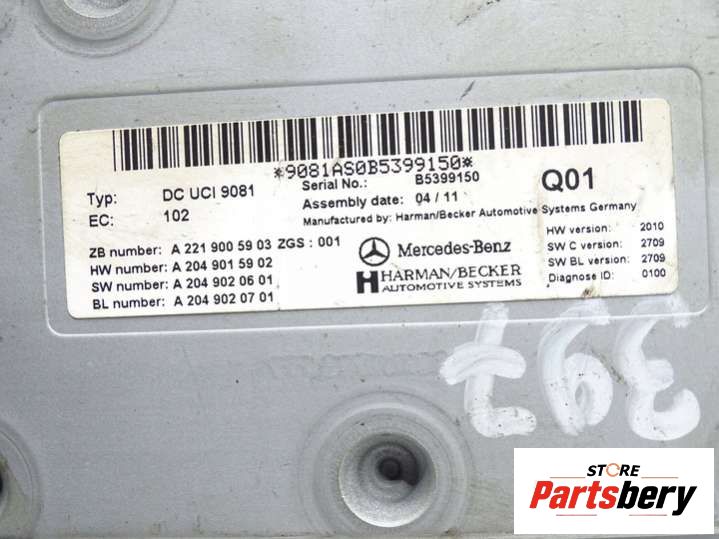 *9081AS0B5399150*
Typ: DC UCI 9081
EC: 102
Serial No.: B5399150
Assembly date: 04 / 11
Q01
Manufactured by: Harman/Becker Automotive Systems Germany
ZB number: A 221 900 59 03 ZGS : 001
HW number: A 204 901 59 02
SW number: A 204 902 06 01
BL number: A 204 902 07 01
Mercedes-Benz
HARMAN/BECKER
AUTOMOTIVE SYSTEMS
HW version: 2010
SW C version: 2709
SW BL version: 2709
Diagnose ID: 0100
397
STORE
Partsbery